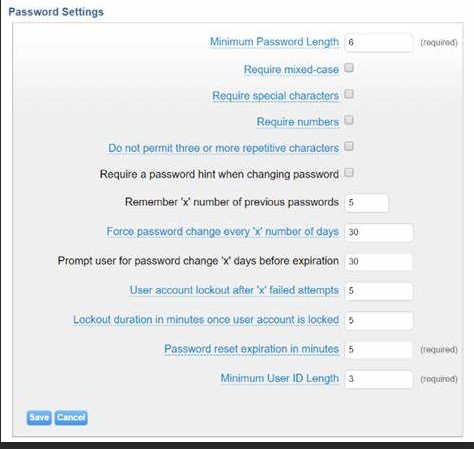 Password Settings
Minimum Password Length 6 (required)
Require mixed-case
Require special characters
Require numbers
Do not permit three or more repetitive characters
Require a password hint when changing password
Remember 'x' number of previous passwords 5
Force password change every 'x' number of days 30
Prompt user for password change 'x' days before expiration 30
User account lockout after 'x' failed attempts 5
Lockout duration in minutes once user account is locked 5
Password reset expiration in minutes 5 (required)
Minimum User ID Length 3 (required)
Save Cancel